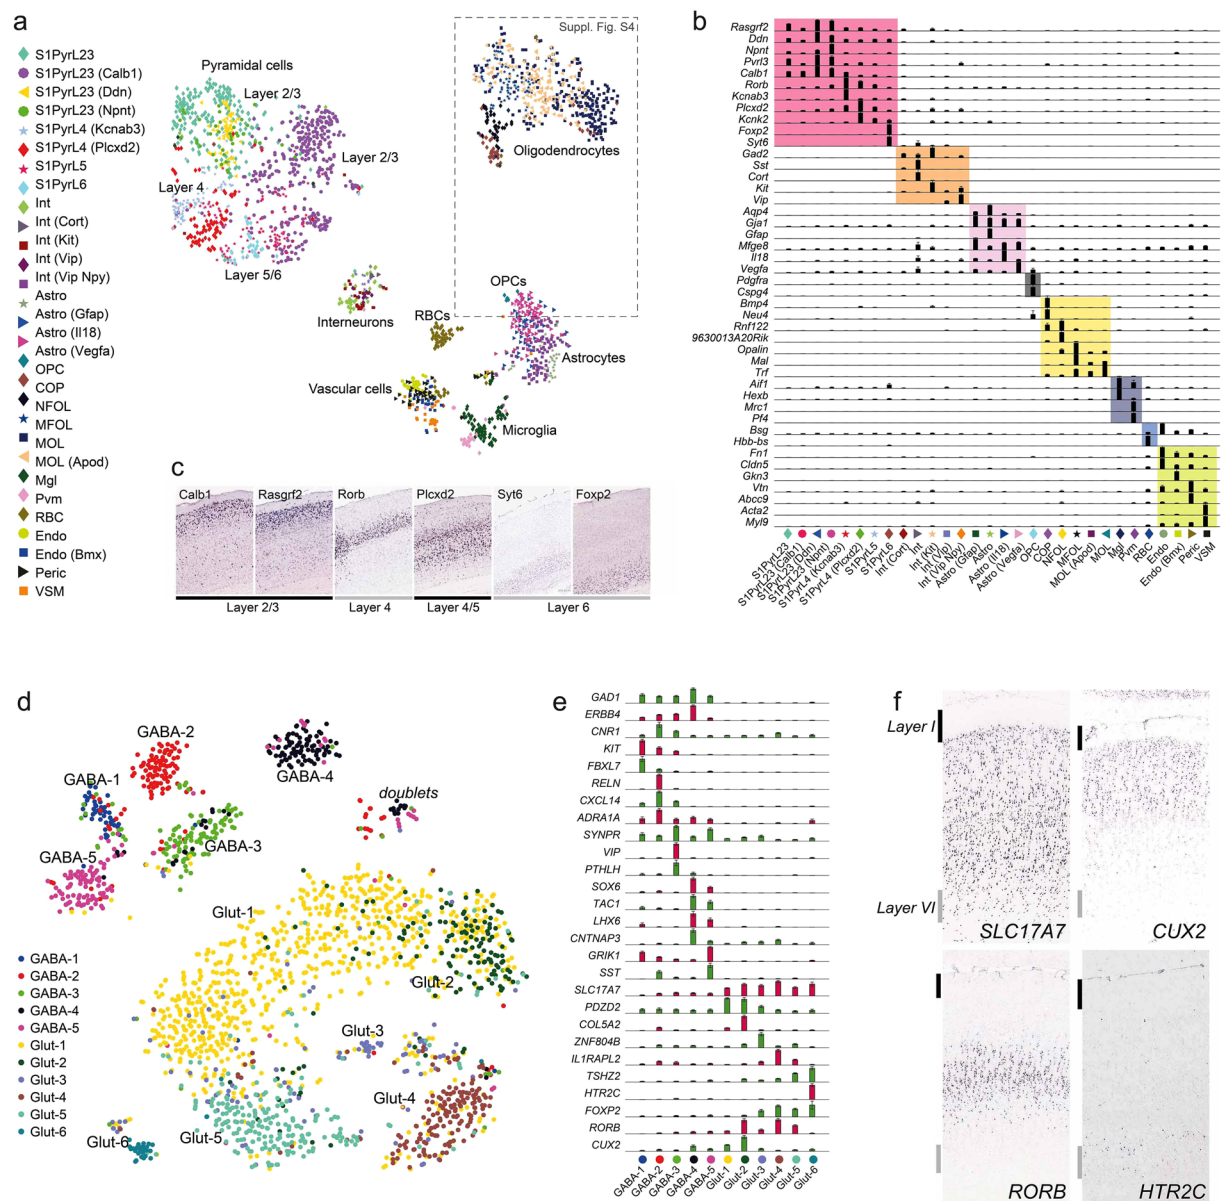 a
S1PyrL23
S1PyrL23 (Calb1)
S1PyrL23 (Ddn)
S1PyrL23 (Npnt)
S1PyrL4 (Kcnab3)
S1PyrL4 (Plcxd2)
S1PyrL5
S1PyrL6
Int
Int (Cort)
Int (Kit)
Int (Vip)
Int (Vip Npy)
Astro
Astro (Gfap)
Astro (Il18)
Astro (Vegfa)
OPC
COP
NFOL
MFOL
MOL
MOL (Apod)
Mgl
Pvm
RBC
Endo
Endo (Bmx)
Peric
VSM
Suppl. Fig. S4
Pyramidal cells
Layer 2/3
Layer 2/3
Layer 4
Layer 5/6
Oligodendrocytes
OPCs
Interneurons
RBCs
Astrocytes
Vascular cells
Microglia
b
Rasgrf2
Ddn
Npnt
Pvrl3
Calb1
Rorb
Kcnab3
Plcxd2
Kcnk2
Foxp2
Syt6
Gad2
Sst
Cort
Kit
Vip
Aqp4
Gja1
Gfap
Mfge8
Il18
Vegfa
Pdgfra
Cspg4
Bmp4
Neu4
Rnf122
9630013A20Rik
Opalin
Mal
Trf
Aif1
Hexb
Mrc1
Pf4
Bsg
Hbb-bs
Fn1
Cldn5
Gkn3
Vtn
Abcc9
Acta2
Myl9
S1PyrL23
S1PyrL23 (Calb1)
S1PyrL23 (Ddn)
S1PyrL23 (Npnt)
S1PyrL4 (Kcnab3)
S1PyrL4 (Plcxd2)
S1PyrL5
S1PyrL6
Int (Cort)
Int
Int (Kit)
Int (Vip)
Int (Vip Npy)
Astro (Gfap)
Astro
Astro (Il18)
Astro (Vegfa)
OPC
COP
NFOL
MFOL
MOL (Apod)
MOL
Mgl
Pvm
RBC
Endo
Endo (Bmx)
Peric
VSM
c
Calb1
Rasgrf2
Rorb
Plcxd2
Syt6
Foxp2
Layer 2/3
Layer 4
Layer 4/5
Layer 6
d
GABA-2
GABA-4
GABA-1
doublets
GABA-3
GABA-5
Glut-1
Glut-2
Glut-3
Glut-4
Glut-5
Glut-6
GABA-1
GABA-2
GABA-3
GABA-4
GABA-5
Glut-1
Glut-2
Glut-3
Glut-4
Glut-5
Glut-6
e
GAD1
ERBB4
CNR1
KIT
FBXL7
RELN
CXCL14
ADRA1A
SYNPR
VIP
PTHLH
SOX6
TAC1
LHX6
CNTNAP3
GRIK1
SST
SLC17A7
PDZD2
COL5A2
ZNF804B
IL1RAPL2
TSHZ2
HTR2C
FOXP2
RORB
CUX2
GABA-1
GABA-2
GABA-3
GABA-4
GABA-5
Glut-1
Glut-2
Glut-3
Glut-4
Glut-5
Glut-6
f
Layer I
Layer VI
SLC17A7
CUX2
RORB
HTR2C